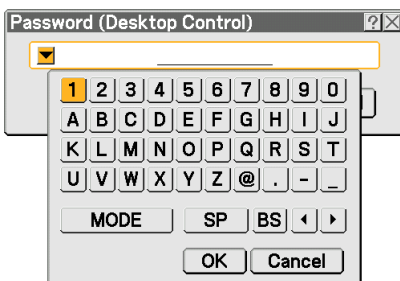 Password (Desktop Control) ?
1 2 3 4 5 6 7 8 9 0
A B C D E F G H I J
K L M N O P Q R S T
U V W X Y Z @ . - _
MODE SP BS
OK Cancel